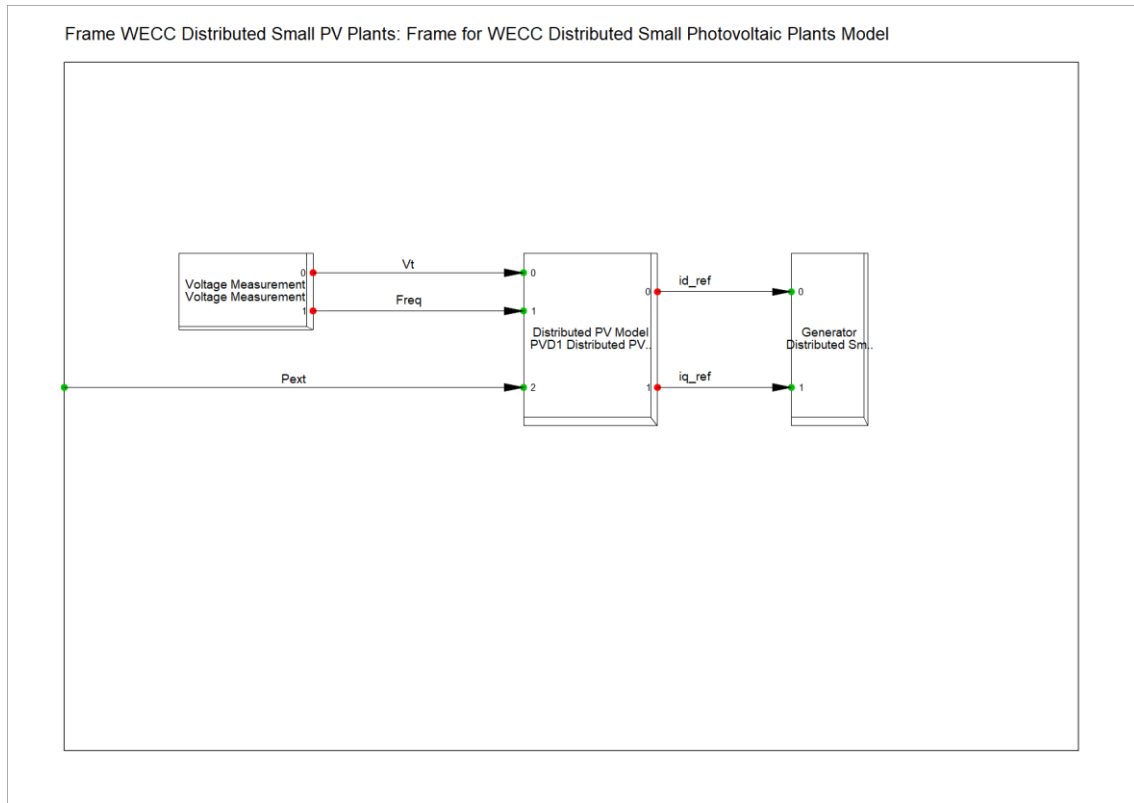 Frame WECC Distributed Small PV Plants: Frame for WECC Distributed Small Photovoltaic Plants Model
Vt
0
0
Voltage Measurement
Voltage Measurement
Freq
1
1
id_ref
0
0
Distributed PV Model
PVD1 Distributed PV..
Generator
Distributed Sm..
Pext
2
iq_ref
1
1